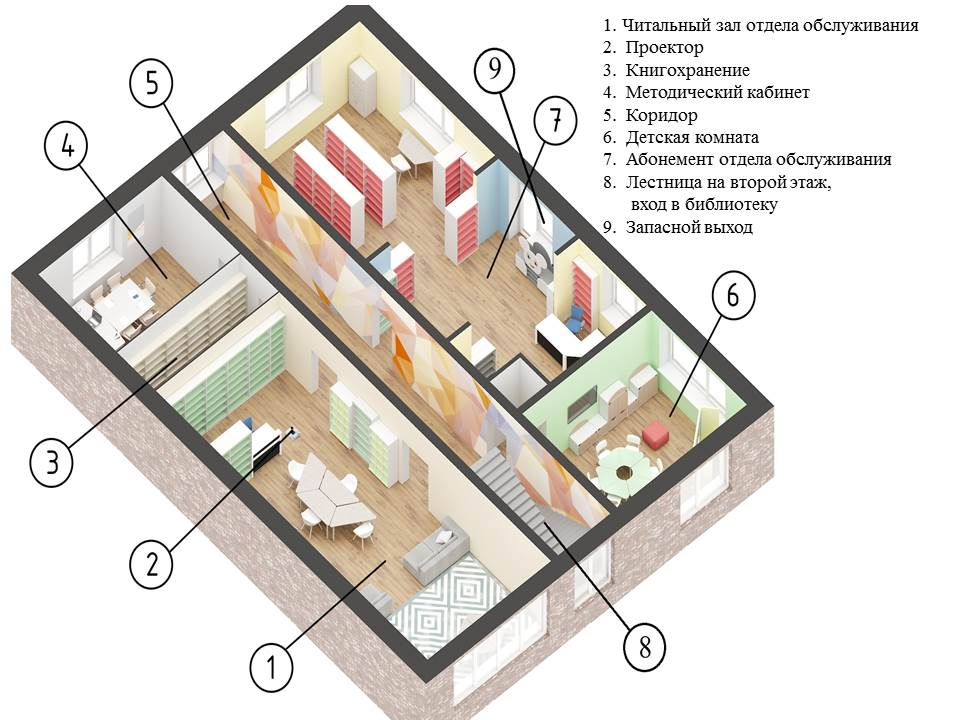 1. Читальный зал отдела обслуживания
2. Проектор
3. Книгохранение
4. Методический кабинет
5. Коридор
6. Детская комната
7. Абонемент отдела обслуживания
8. Лестница на второй этаж,
вход в библиотеку
9. Запасной выход
9
5
7
4
6
3
2
8
1